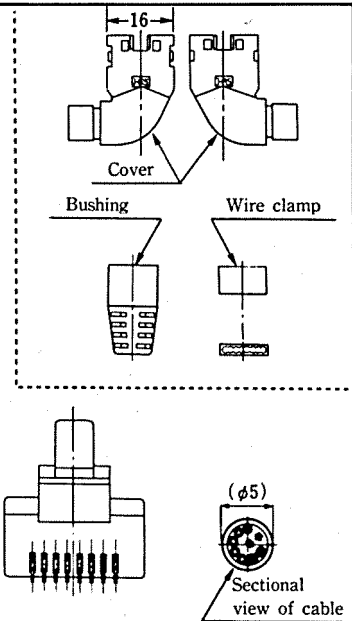 16
Cover
Bushing
Wire clamp
(φ5)
Sectional
view of cable